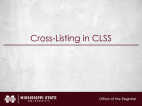 Cross-Listing in CLSS
MISSISSIPPI STATE
UNIVERSITY
Office of the Registrar